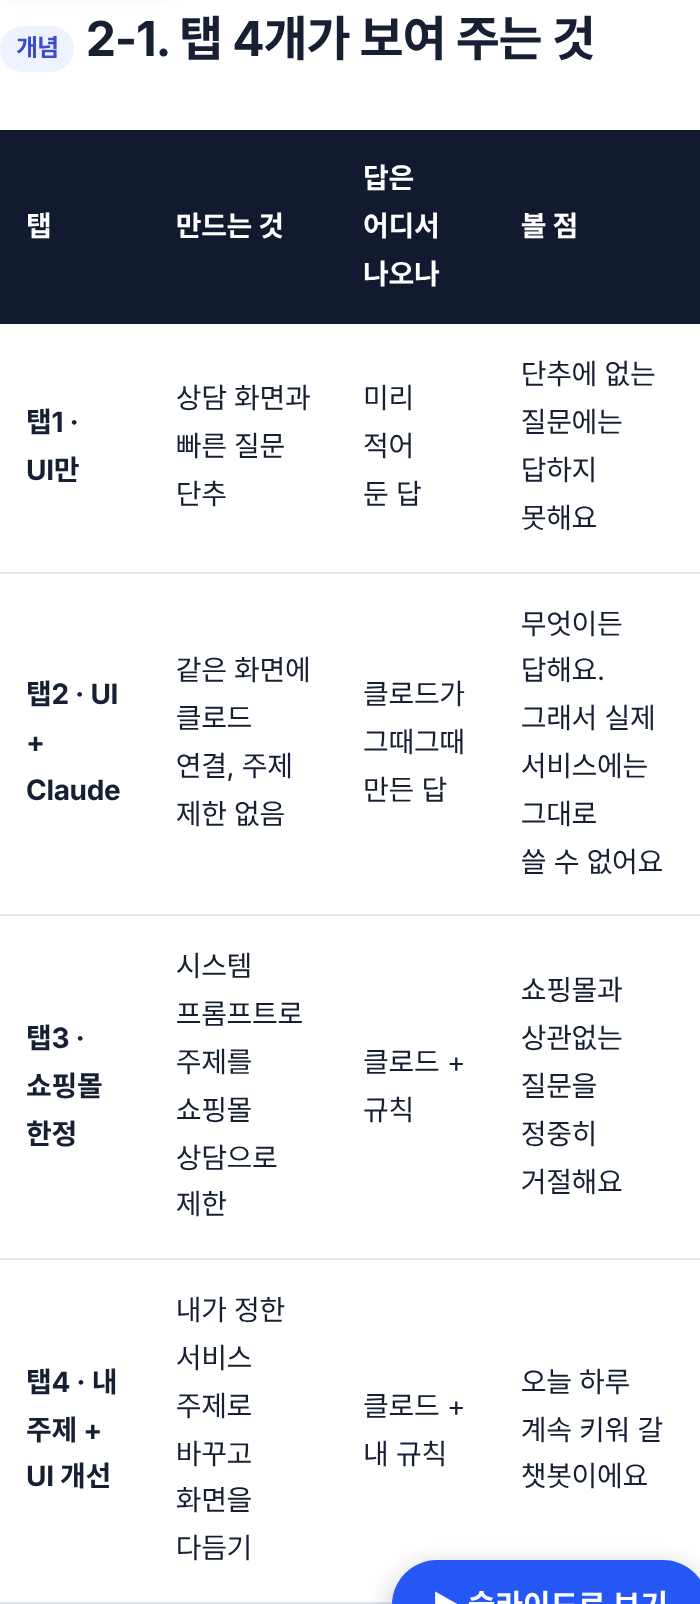 개념 2-1. 탭 4개가 보여 주는 것
탭
만드는 것
답은
어디서
나오나
볼 점
탭1 ·
UI만
상담 화면과
빠른 질문
단추
미리
적어
둔 답
단추에 없는
질문에는
답하지
못해요
탭2 · UI
+
Claude
같은 화면에
클로드
연결, 주제
제한 없음
클로드가
그때그때
만든 답
무엇이든
답해요.
그래서 실제
서비스에는
그대로
쓸 수 없어요
탭3 ·
쇼핑몰
한정
시스템
프롬프트로
주제를
쇼핑몰
상담으로
제한
클로드 +
규칙
쇼핑몰과
상관없는
질문을
정중히
거절해요
탭4 · 내
주제 +
UI 개선
내가 정한
서비스
주제로
바꾸고
화면을
다듬기
클로드 +
내 규칙
오늘 하루
계속 키워 갈
챗봇이에요
▶ 슬라이드로 보기